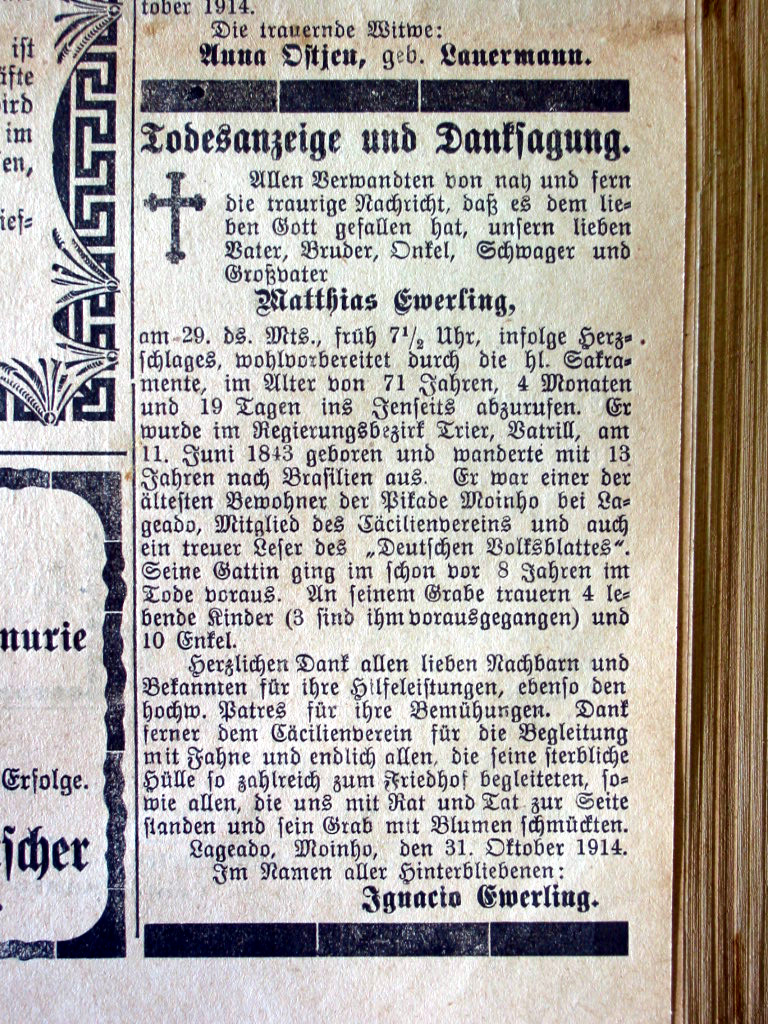 tober 1914.
Die trauernde Witwe:
Anna Ostjen, geb. Lauermann.
ist
äfte
ird
im
en,
ief-
nurie
Erfolge.
scher
Todesanzeige und Danksagung.
Allen Verwandten von nah und fern
die traurige Nachricht, daß es dem lie-
ben Gott gefallen hat, unsern lieben
Vater, Bruder, Onkel, Schwager und
Großvater
Matthias Ewerling,
am 29. ds. Mts., früh 7½ Uhr, infolge Herz-
schlages, wohlvorbereitet durch die hl. Sakra-
mente, im Alter von 71 Jahren, 4 Monaten
und 19 Tagen ins Jenseits abzurufen. Er
wurde im Regierungsbezirk Trier, Vatrill, am
11. Juni 1843 geboren und wanderte mit 13
Jahren nach Brasilien aus. Er war einer der
ältesten Bewohner der Pikade Moinho bei La-
geado, Mitglied des Cäcilienvereins und auch
ein treuer Leser des „Deutschen Volksblattes“.
Seine Gattin ging im schon vor 8 Jahren im
Tode voraus. An seinem Grabe trauern 4 le-
bende Kinder (3 sind ihm vorausgegangen) und
10 Enkel.
Herzlichen Dank allen lieben Nachbarn und
Bekannten für ihre Hilfeleistungen, ebenso den
hochw. Patres für ihre Bemühungen. Dank
ferner dem Cäcilienverein für die Begleitung
mit Fahne und endlich allen, die seine sterbliche
Hülle so zahlreich zum Friedhof begleiteten, so-
wie allen, die uns mit Rat und Tat zur Seite
standen und sein Grab mit Blumen schmückten.
Lageado, Moinho, den 31. Oktober 1914.
Im Namen aller Hinterbliebenen:
Ignacio Ewerling.